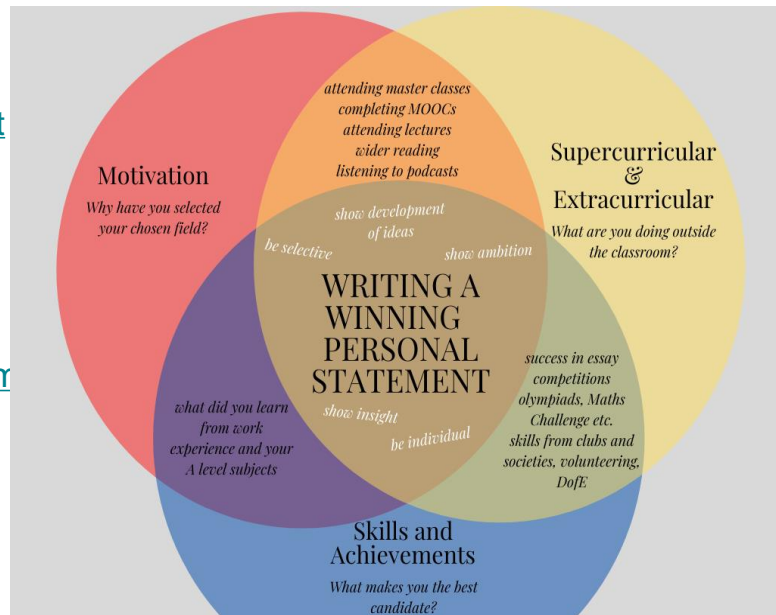 attending master classes
completing MOOCs
attending lectures
wider reading
listening to podcasts
Motivation
Why have you selected
your chosen field?
Supercurricular
&
Extracurricular
What are you doing outside
the classroom?
show development
of ideas
be selective
show ambition
WRITING A
WINNING
PERSONAL
STATEMENT
show insight
be individual
what did you learn
from work
experience and your
A level subjects
success in essay
competitions
olympiads, Maths
Challenge etc.
skills from clubs and
societies, volunteering,
DofE
Skills and
Achievements
What makes you the best
candidate?